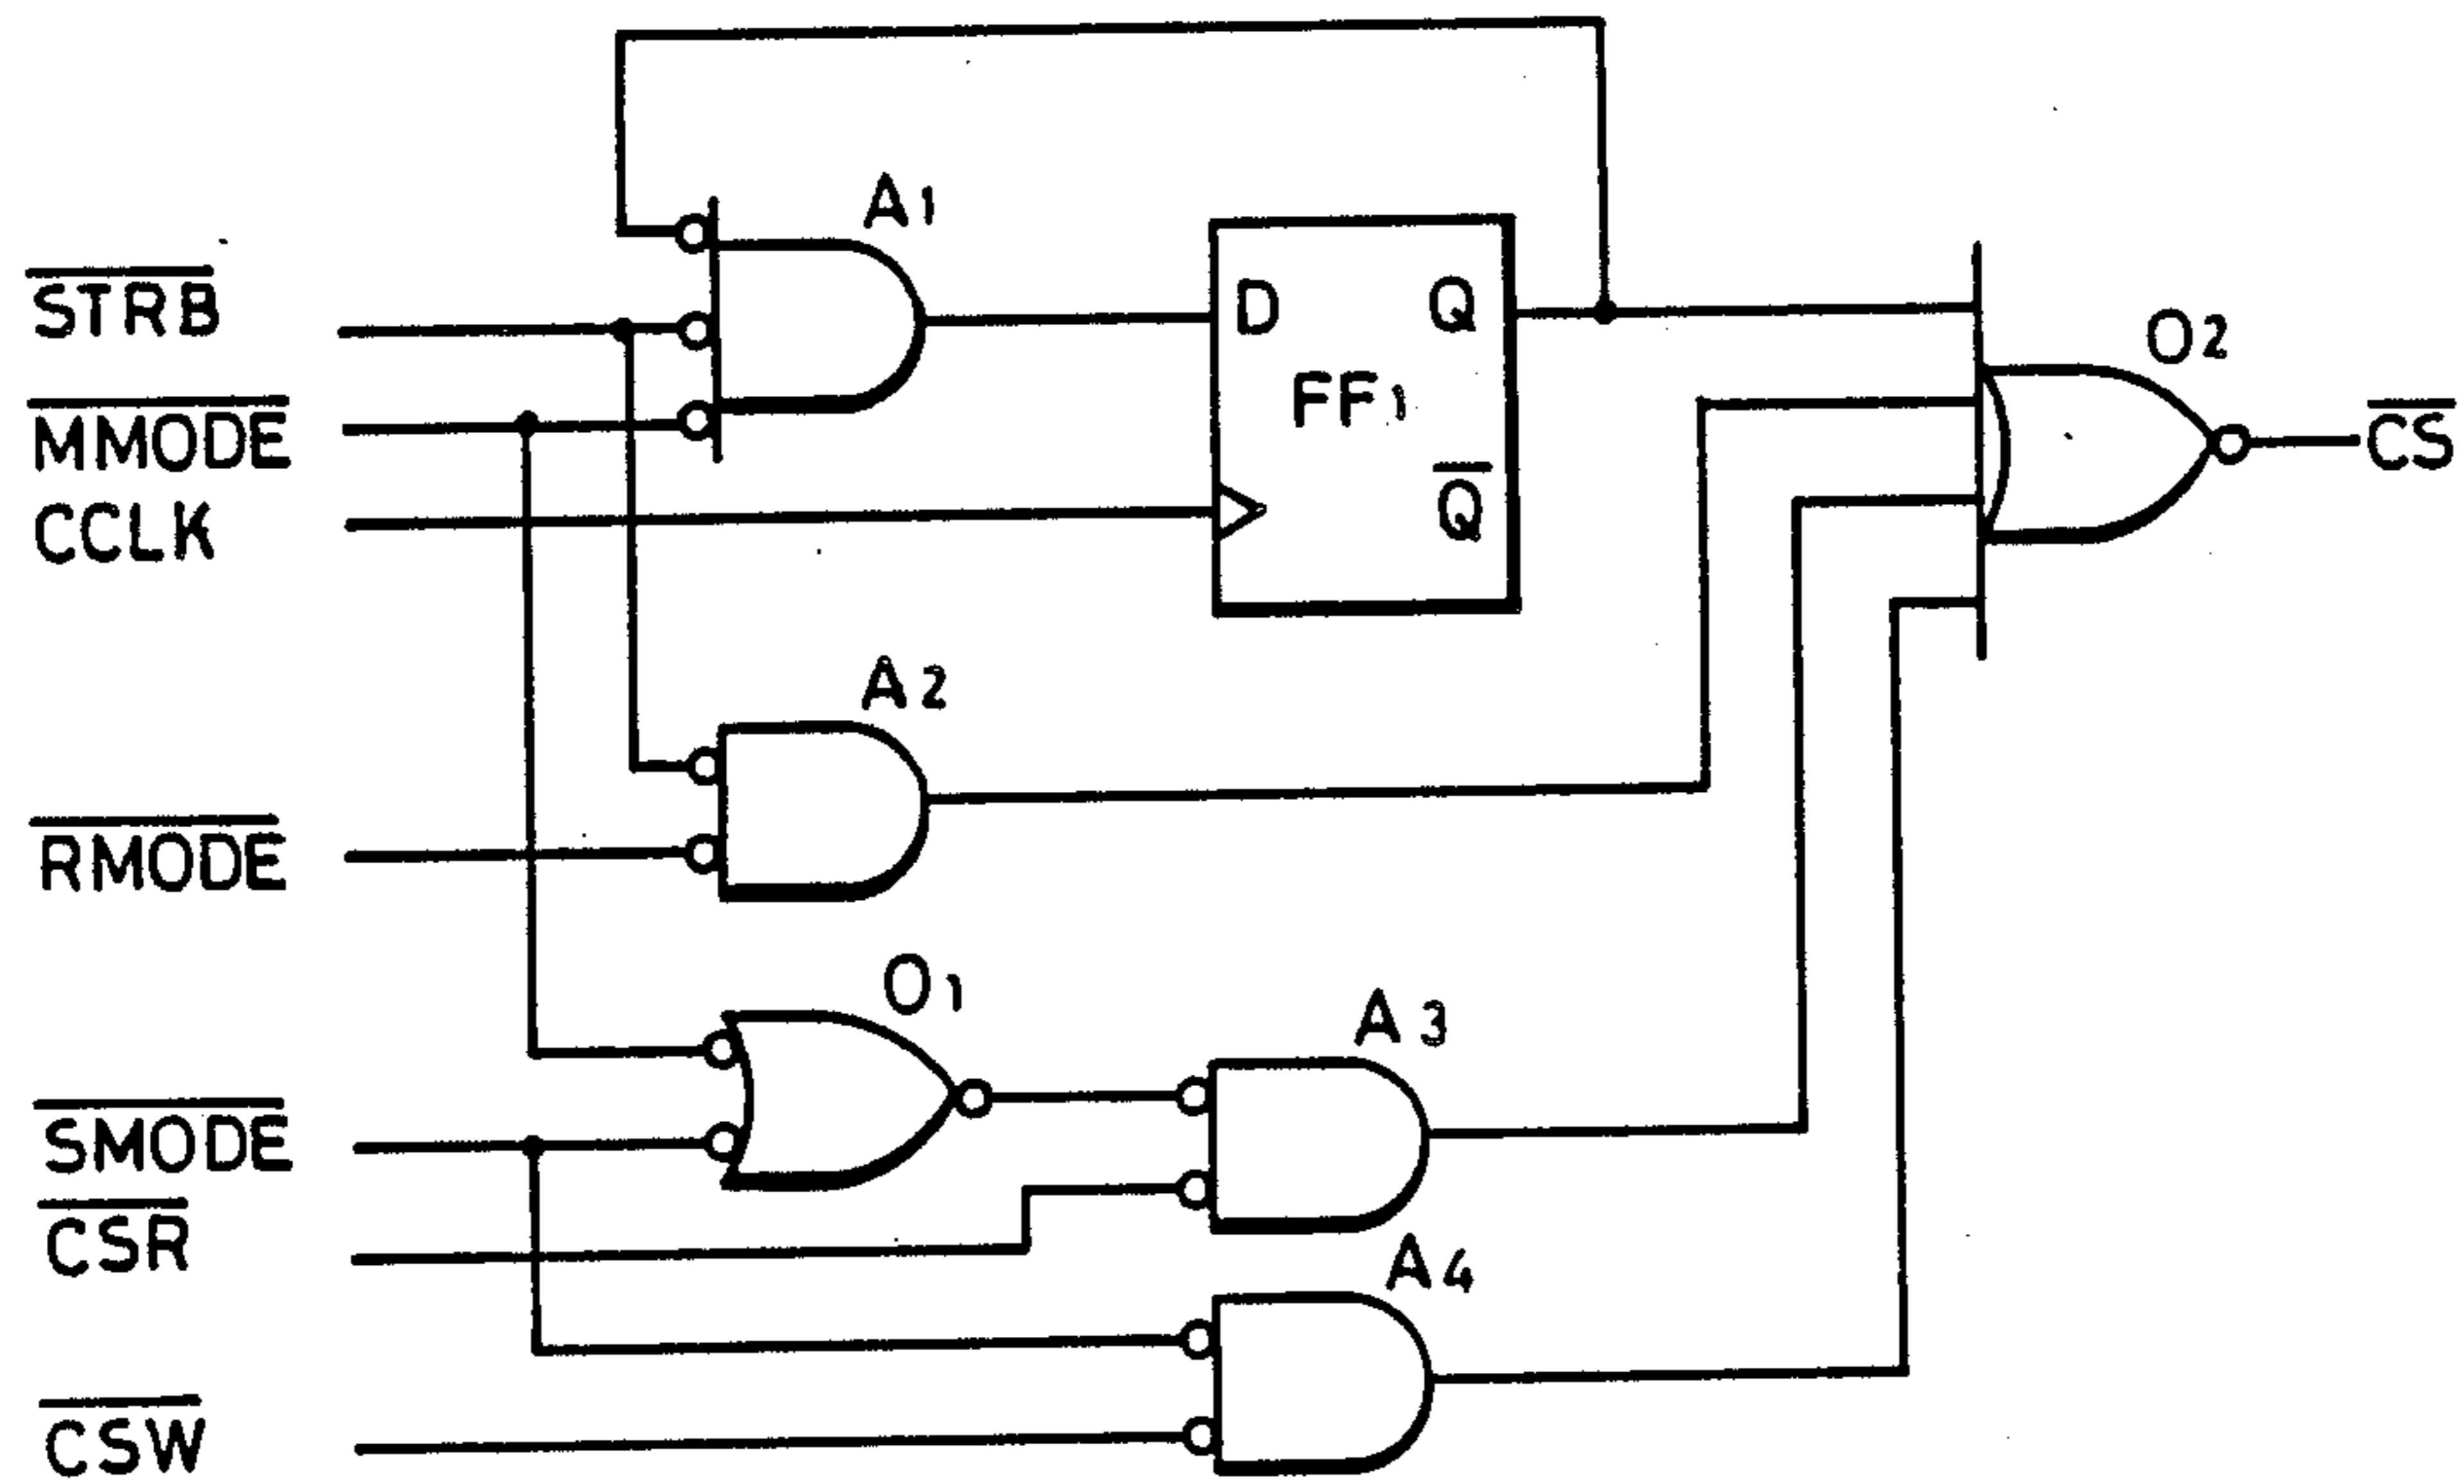 A1
STRB
MMODE
CCLK
D
Q
FF1
Q
O2
CS
A2
RMODE
O1
A3
SMODE
CSR
A4
CSW